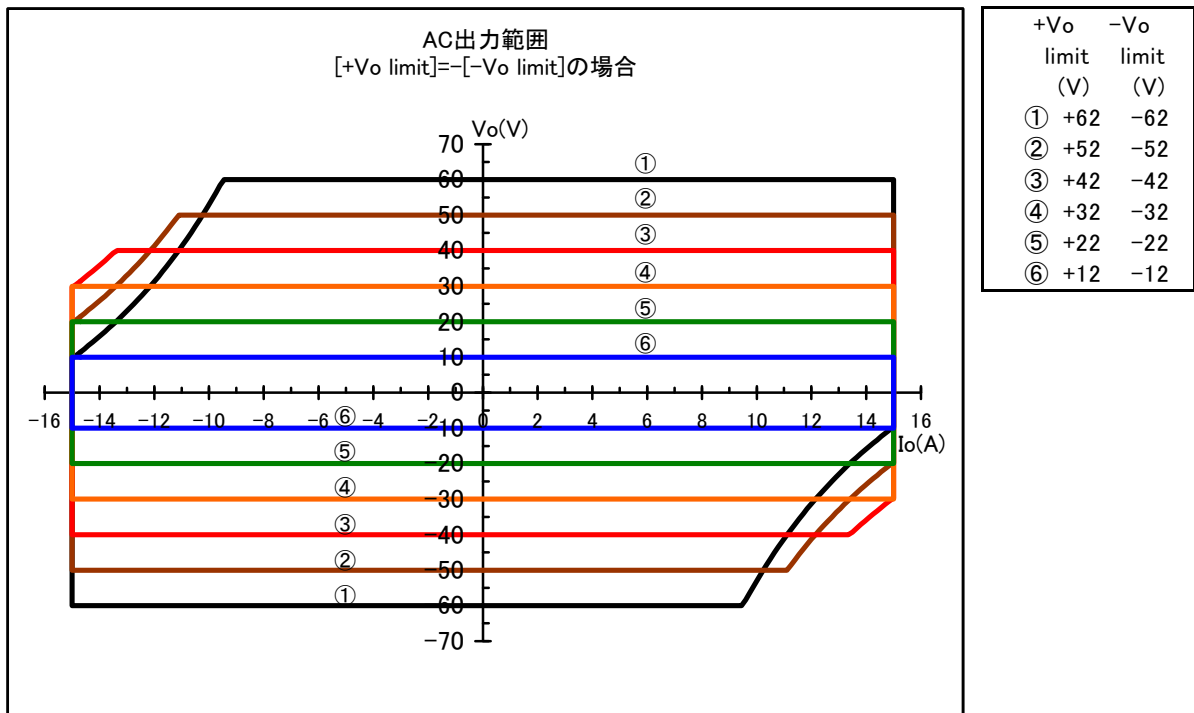 AC出力範囲
[+Vo limit]=-[-Vo limit]の場合
Vo(V)
70
60
50
40
30
20
10
0
-10
-20
-30
-40
-50
-60
-70
①
②
③
④
⑤
⑥
-16 -14 -12 -10 -8 -6 -4 -2 0 2 4 6 8 10 12 14 16
Io(A)
⑥
⑤
④
③
②
①
+Vo -Vo
limit limit
(V) (V)
① +62 -62
② +52 -52
③ +42 -42
④ +32 -32
⑤ +22 -22
⑥ +12 -12